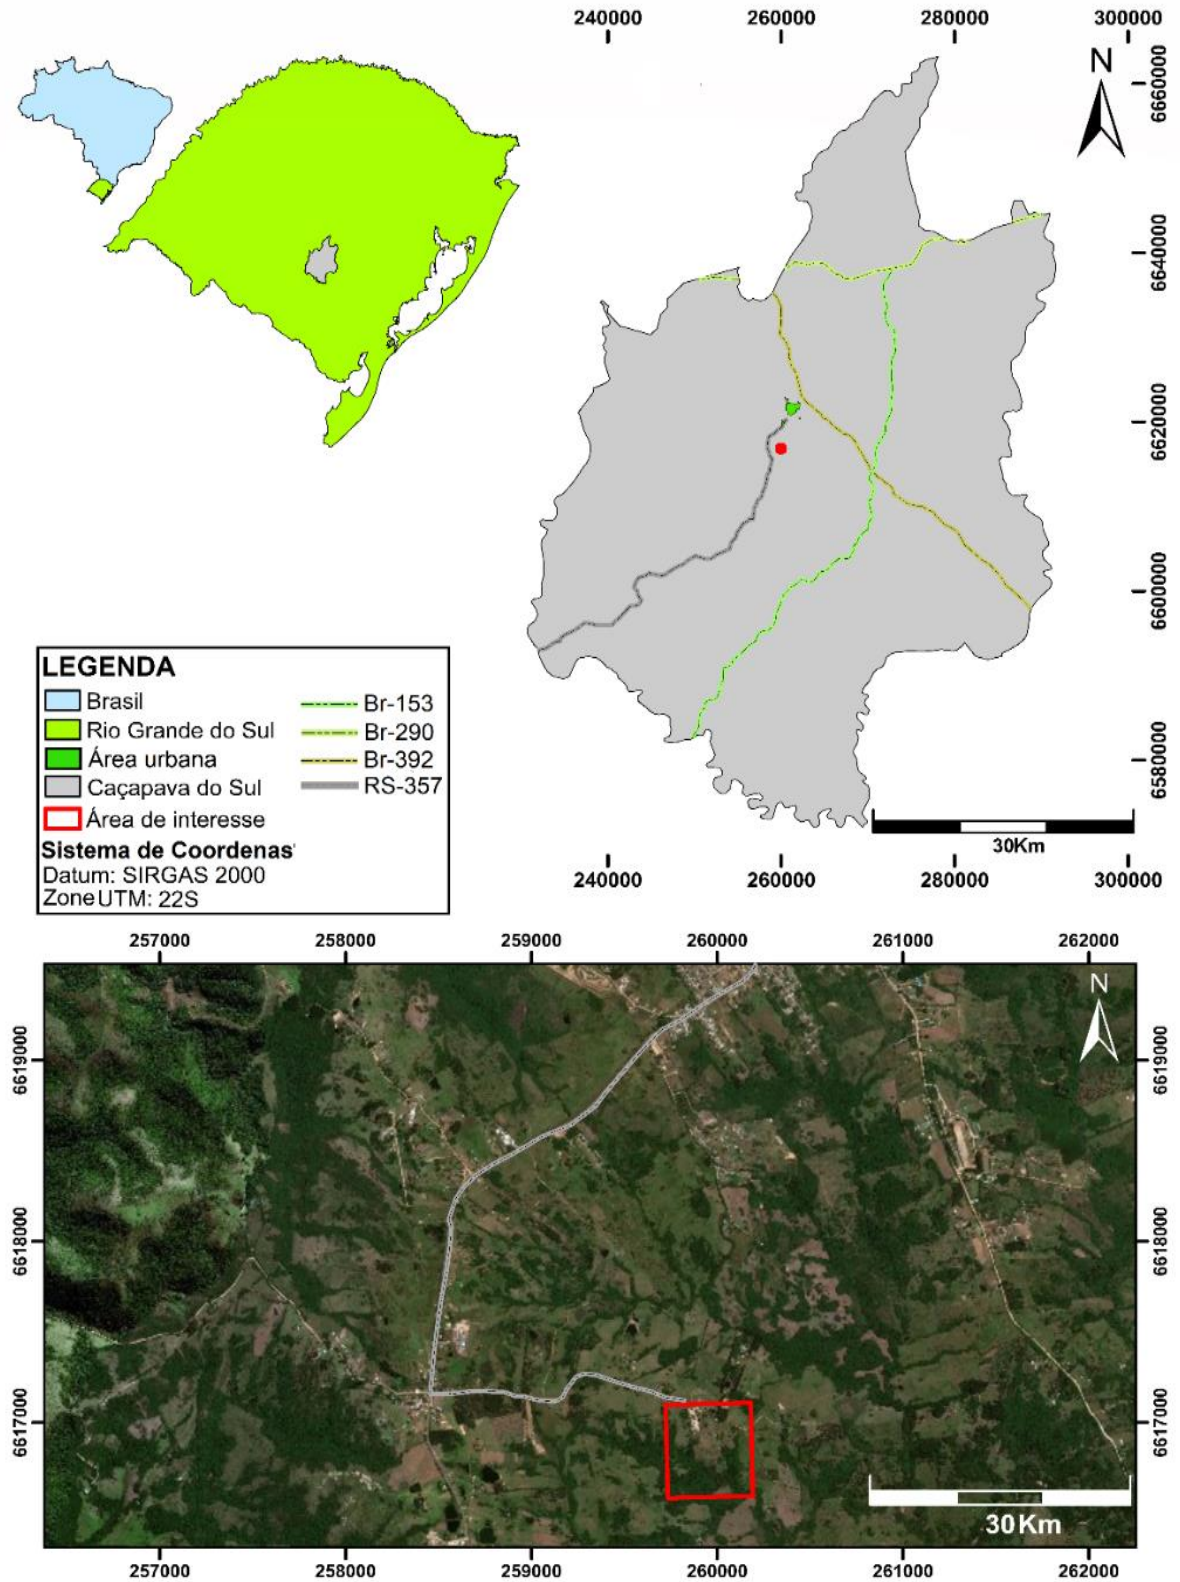 240000 260000 280000 300000
N
6660000
6640000
6620000
6600000
6580000
30Km
240000 260000 280000 300000
LEGENDA
Brasil
Rio Grande do Sul
Área urbana
Caçapava do Sul
Área de interesse
Br-153
Br-290
Br-392
RS-357
Sistema de Coordenas
Datum: SIRGAS 2000
Zone UTM: 22S
257000 258000 259000 260000 261000 262000
N
6619000 6619000
6618000 6618000
6617000 6617000
30Km
257000 258000 259000 260000 261000 262000